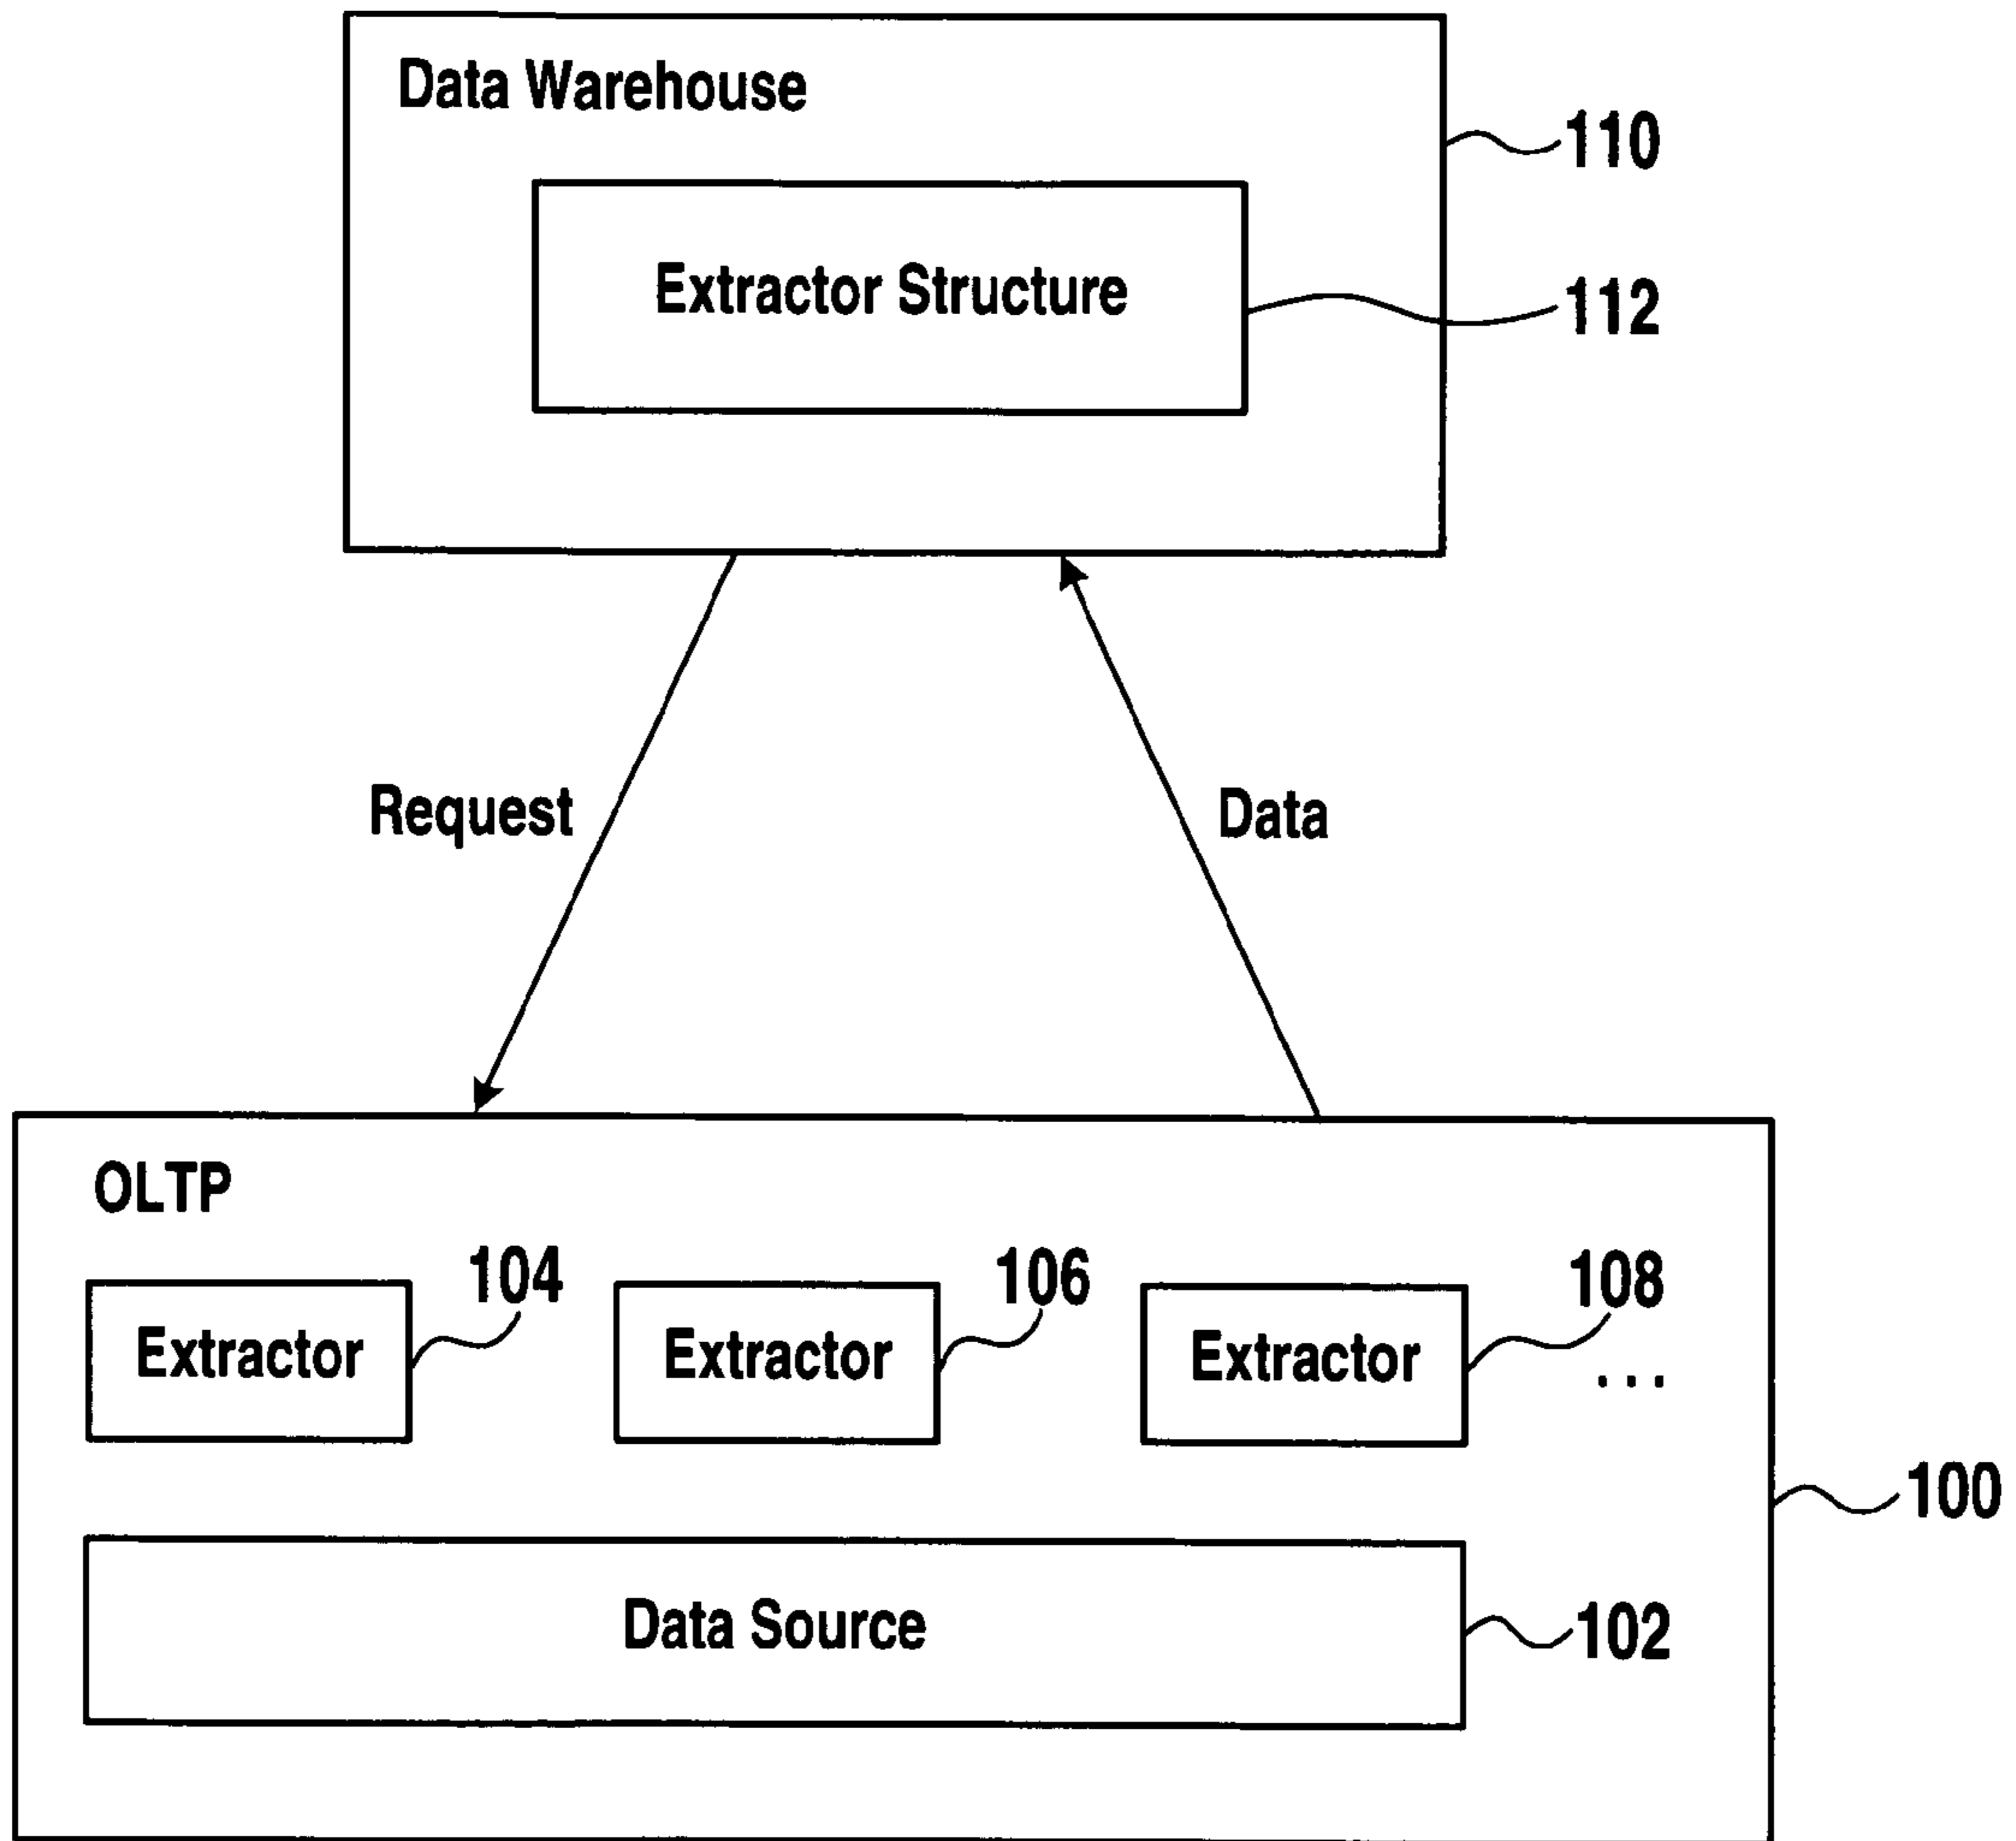 Data Warehouse
110
Extractor Structure
112
Request
Data
OLTP
104
106
108
Extractor
Extractor
Extractor
...
100
Data Source
102